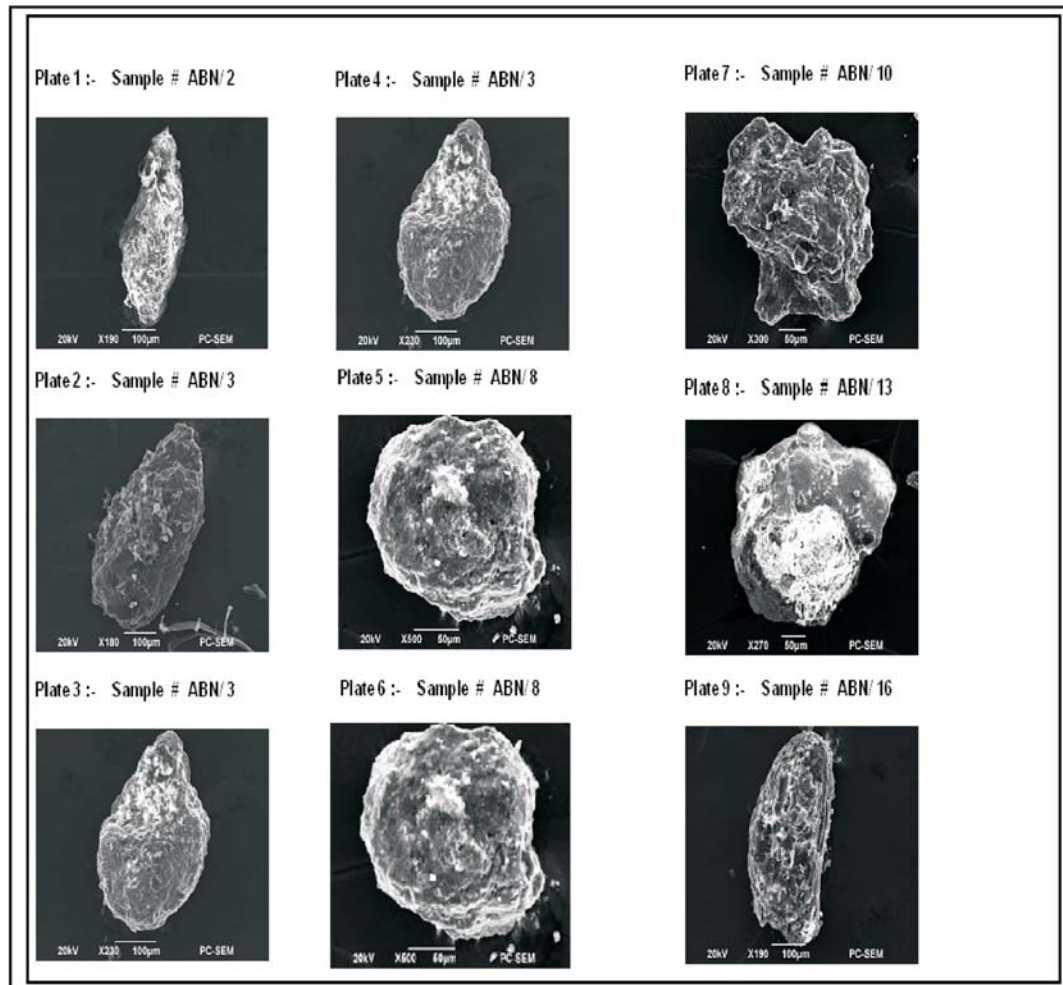 Plate 1 :- Sample # ABN/ 2
20kV X190 100µm PC-SEM
Plate 2 :- Sample # ABN/ 3
20kV X180 100µm PC-SEM
Plate 3 :- Sample # ABN/ 3
20kV X230 100µm PC-SEM
Plate 4 :- Sample # ABN/ 3
20kV X230 100µm PC-SEM
Plate 5 :- Sample # ABN/ 8
20kV X500 50µm PC-SEM
Plate 6 :- Sample # ABN/ 8
20kV X500 50µm PC-SEM
Plate 7 :- Sample # ABN/ 10
20kV X300 50µm PC-SEM
Plate 8 :- Sample # ABN/ 13
20kV X270 50µm PC-SEM
Plate 9 :- Sample # ABN/ 16
20kV X190 100µm PC-SEM